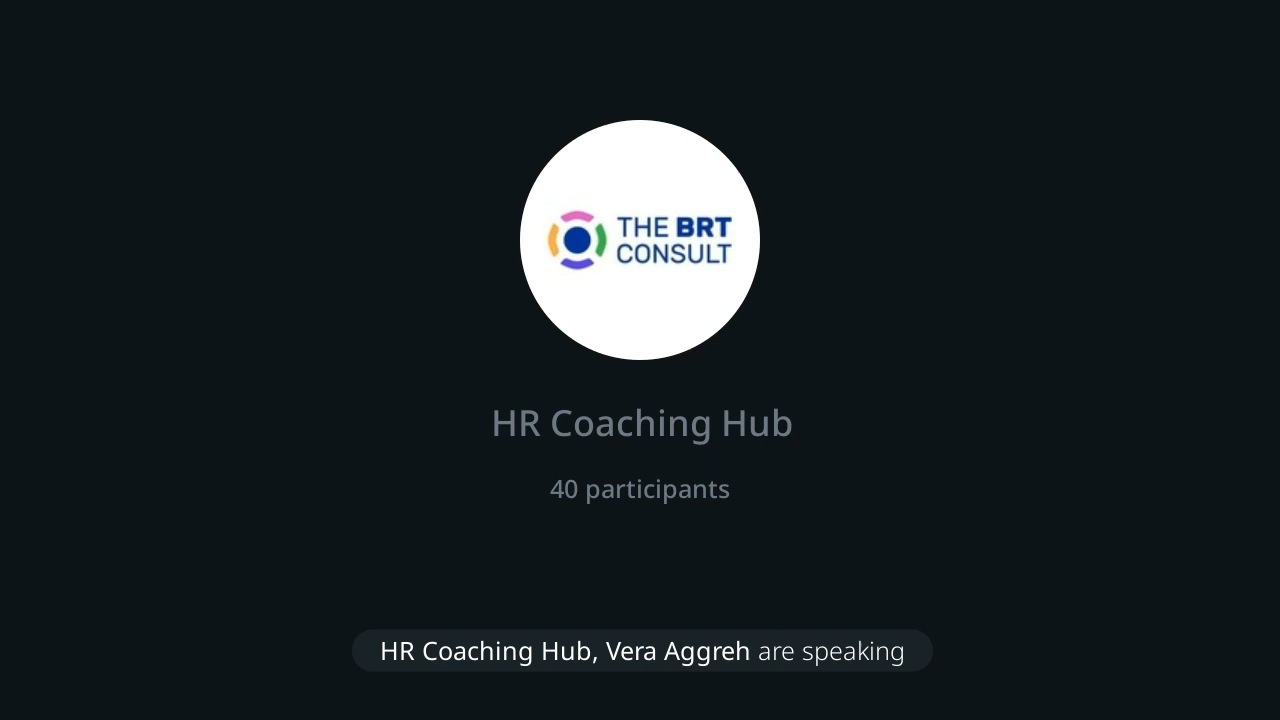 THE BRT
CONSULT
HR Coaching Hub
40 participants
HR Coaching Hub, Vera Aggreh are speaking